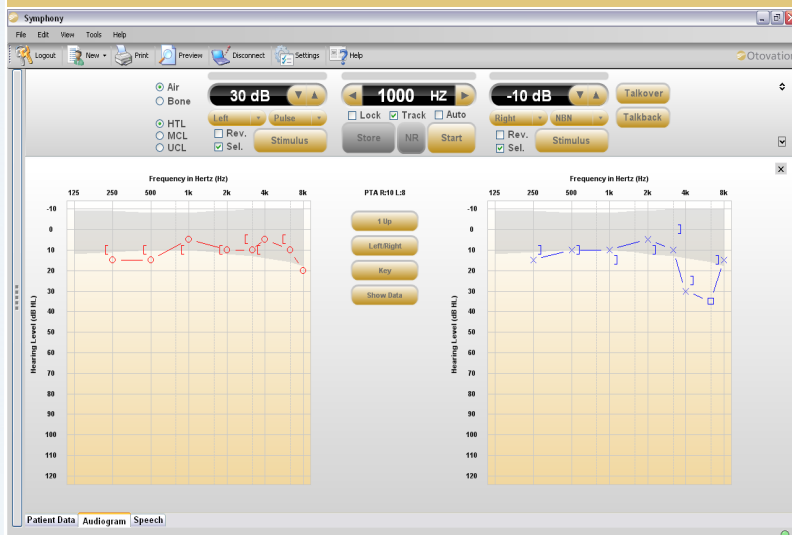 Symphony
File Edit View Tools Help
Logout New Print Preview Disconnect Settings Help Otovation
Air
Bone
HTL
MCL
UCL
30 dB
Left Pulse
Rev.
Sel.
Stimulus
1000 HZ
Lock Track Auto
Store NR Start
-10 dB
Right NBN
Rev.
Sel.
Stimulus
Talkover
Talkback
Frequency in Hertz (Hz)
125 250 500 1k 2k 4k 8k
-10
0
10
20
30
40
50
60
70
80
90
100
110
120
Hearing Level (dB HL)
PTA R:10 L:8
1 Up
Left/Right
Key
Show Data
Frequency in Hertz (Hz)
125 250 500 1k 2k 4k 8k
-10
0
10
20
30
40
50
60
70
80
90
100
110
120
Hearing Level (dB HL)
Patient Data Audiogram Speech